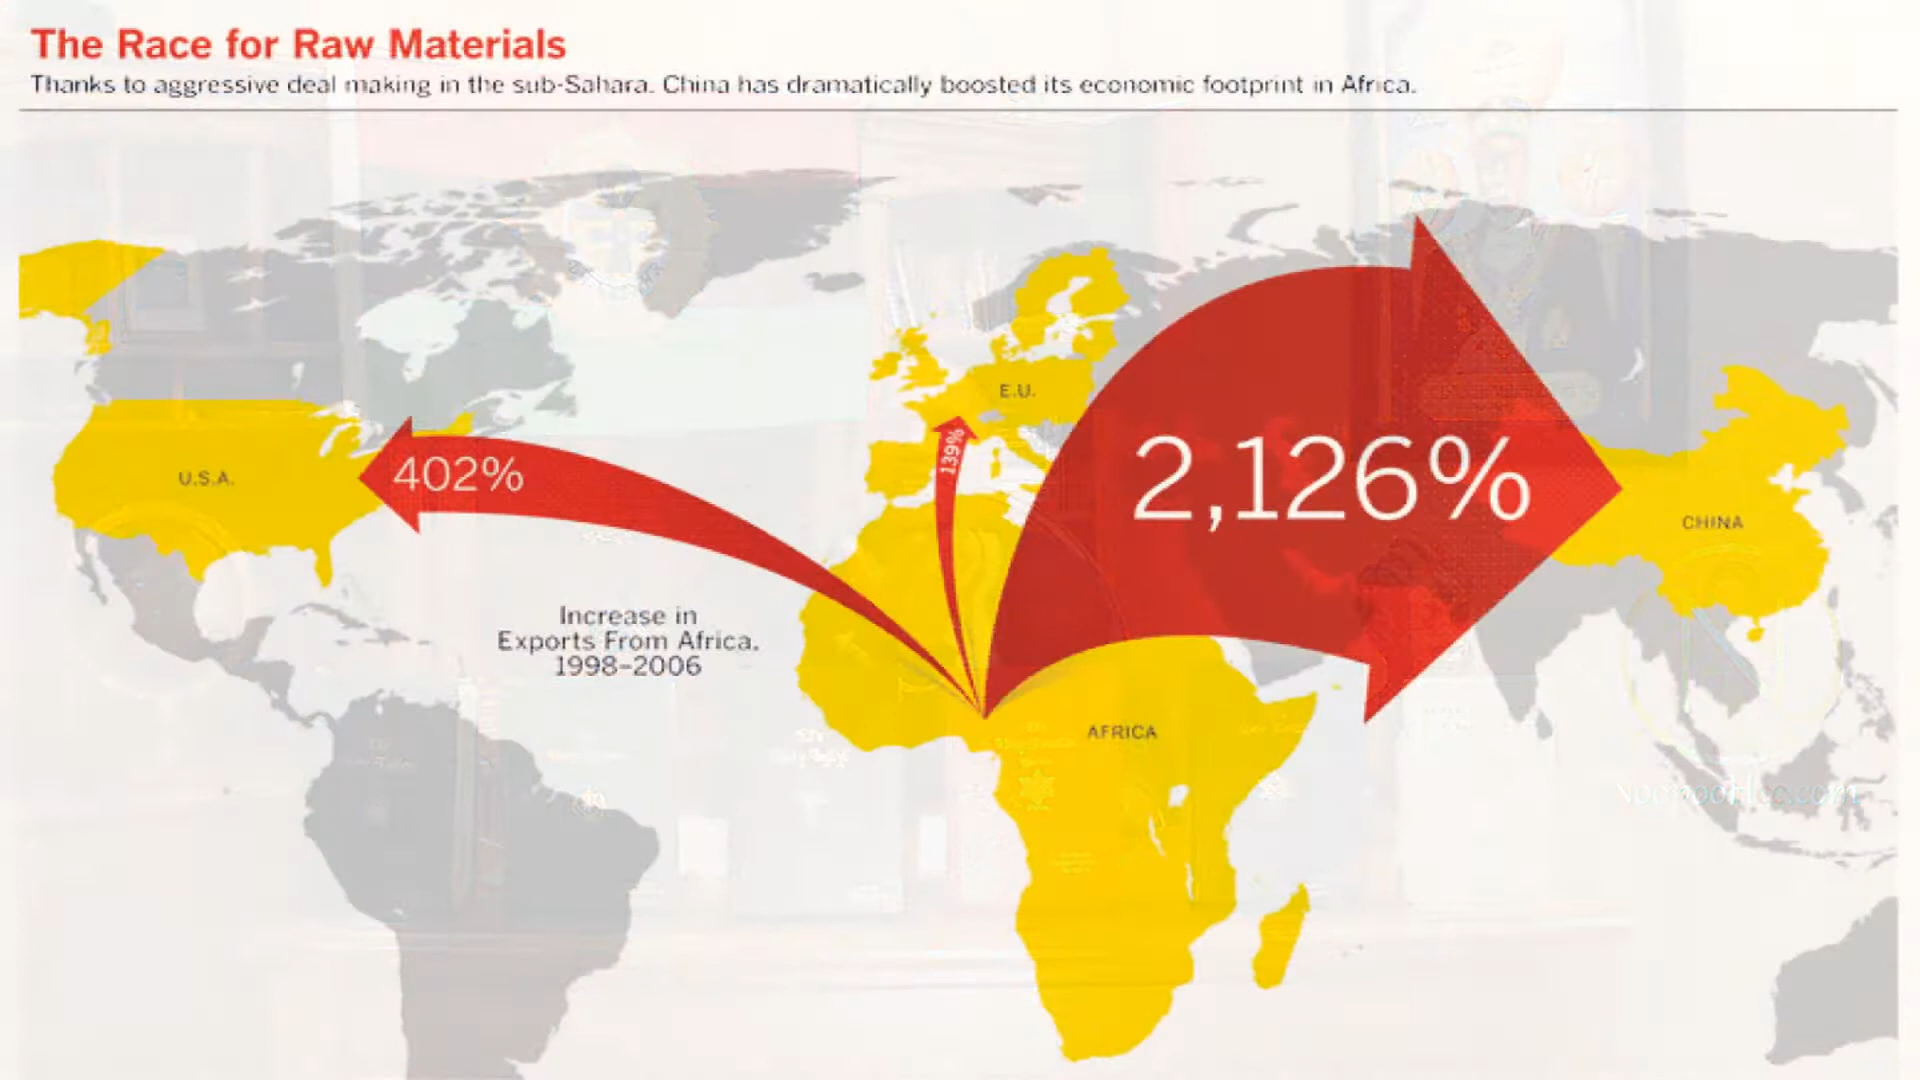 The Race for Raw Materials
Thanks to aggressive deal making in the sub-Sahara. China has dramatically boosted its economic footprint in Africa.
E.U.
139%
2,126%
402%
U.S.A.
CHINA
Increase in
Exports From Africa.
1998–2006
AFRICA